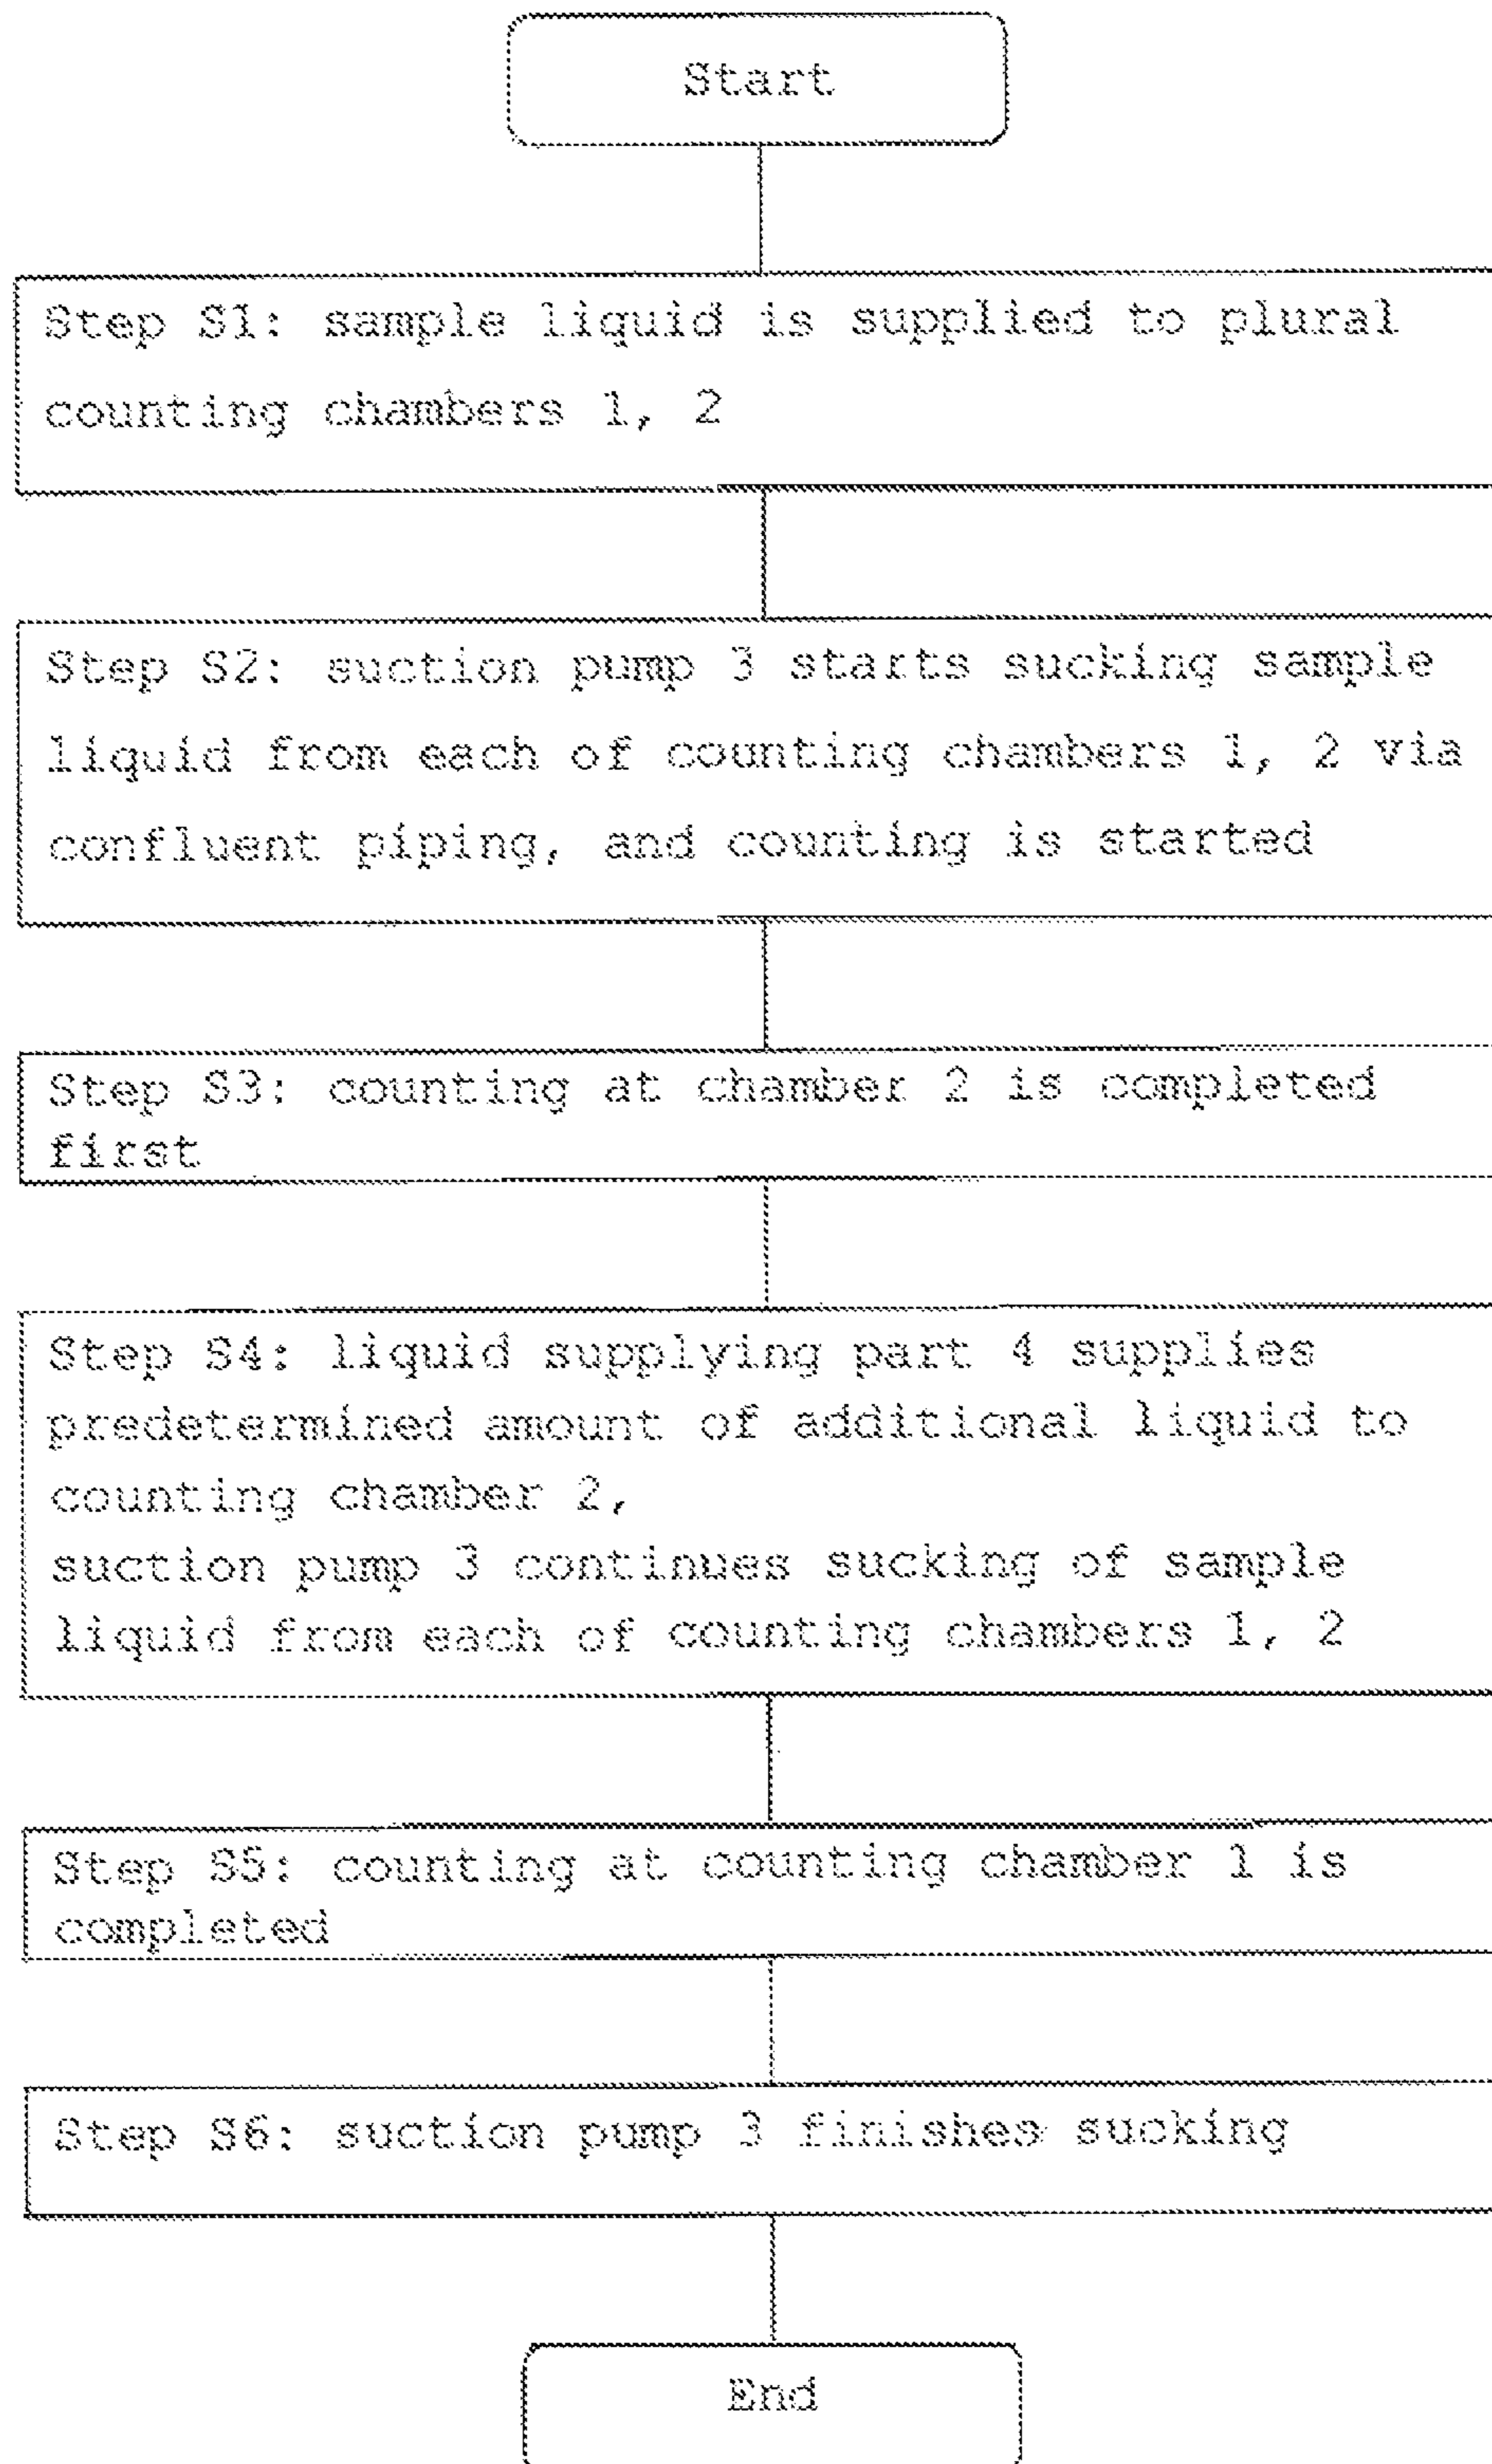 Start
Step S1: sample liquid is supplied to plural
counting chambers 1, 2
Step S2: suction pump 3 starts sucking sample
liquid from each of counting chambers 1, 2 via
confluent piping, and counting is started
Step S3: counting at chamber 2 is completed
first
Step S4: liquid supplying part 4 supplies
predetermined amount of additional liquid to
counting chamber 2,
suction pump 3 continues sucking of sample
liquid from each of counting chambers 1, 2
Step S5: counting at counting chamber 1 is
completed
Step S6: suction pump 3 finishes sucking
End